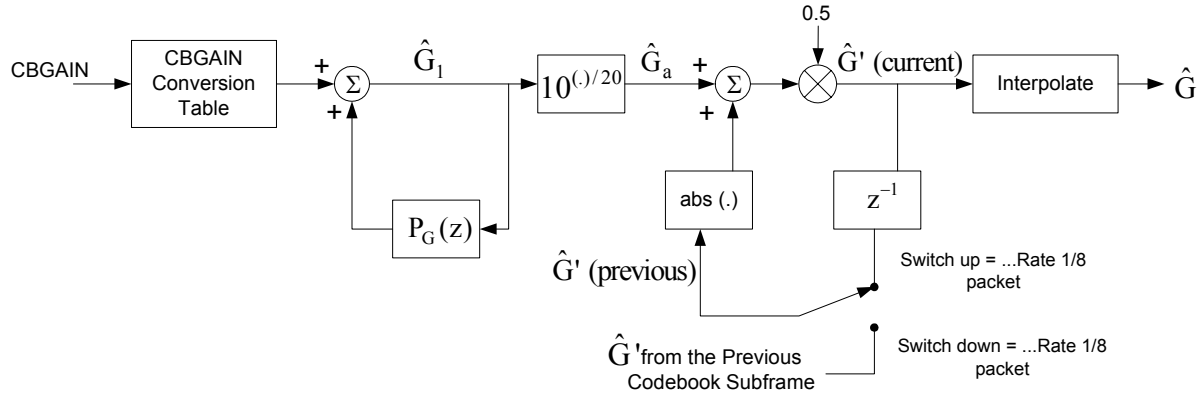 0.5
CBGAIN
CBGAIN
Conversion
Table
+
+
Σ
Ĝ₁
10^{(.)/20}
Ĝₐ
+
+
Σ
Ĝ' (current)
Interpolate
Ĝ
P_G(z)
abs (.)
z⁻¹
Ĝ' (previous)
Switch up = ...Rate 1/8
packet
Ĝ' from the Previous
Codebook Subframe
Switch down = ...Rate 1/8
packet